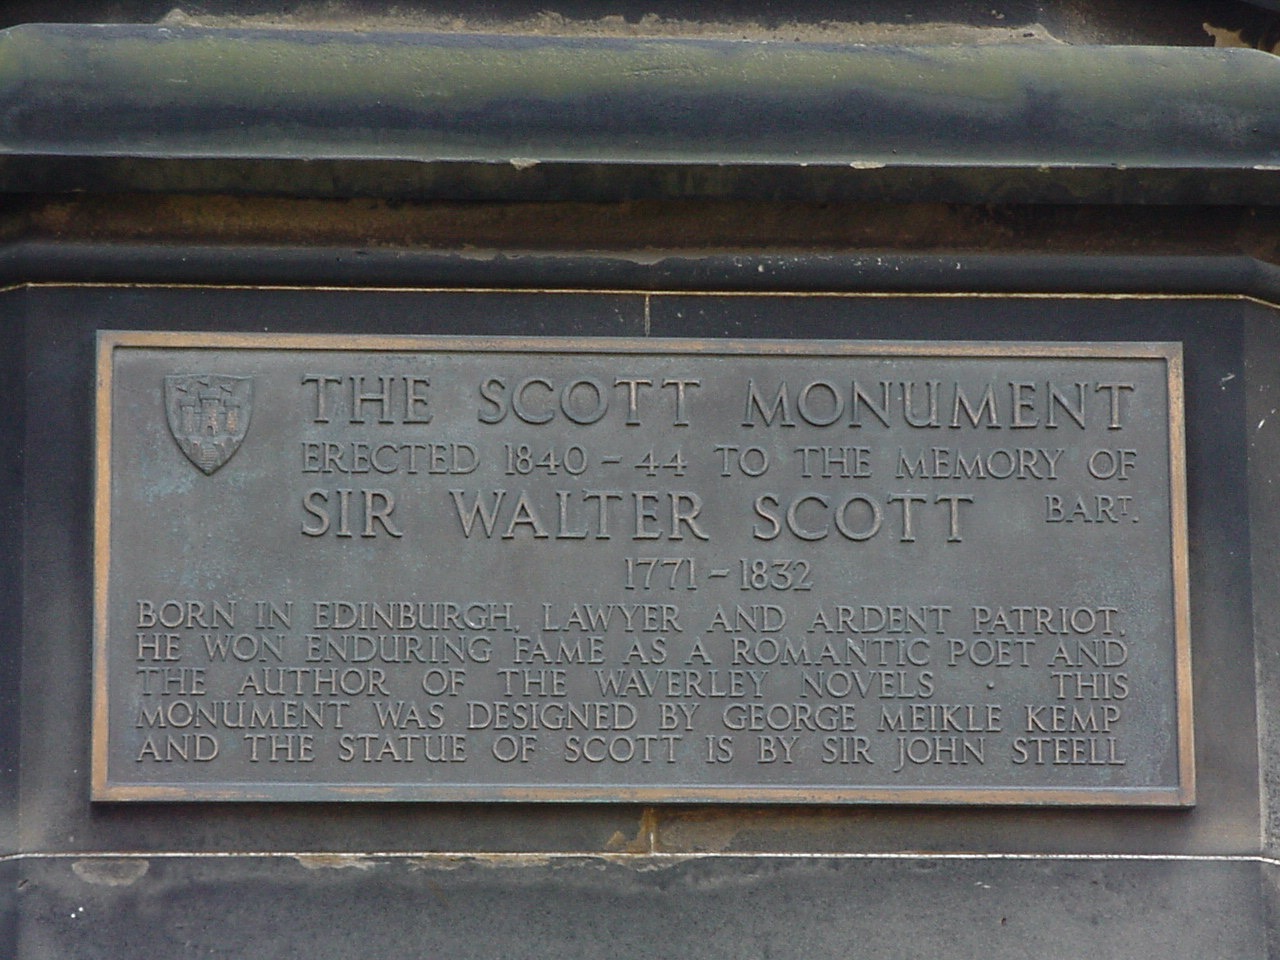 THE SCOTT MONUMENT
ERECTED 1840 - 44 TO THE MEMORY OF
SIR WALTER SCOTT BART.
1771 - 1832
BORN IN EDINBURGH, LAWYER AND ARDENT PATRIOT,
HE WON ENDURING FAME AS A ROMANTIC POET AND
THE AUTHOR OF THE WAVERLEY NOVELS . THIS
MONUMENT WAS DESIGNED BY GEORGE MEIKLE KEMP
AND THE STATUE OF SCOTT IS BY SIR JOHN STEELL